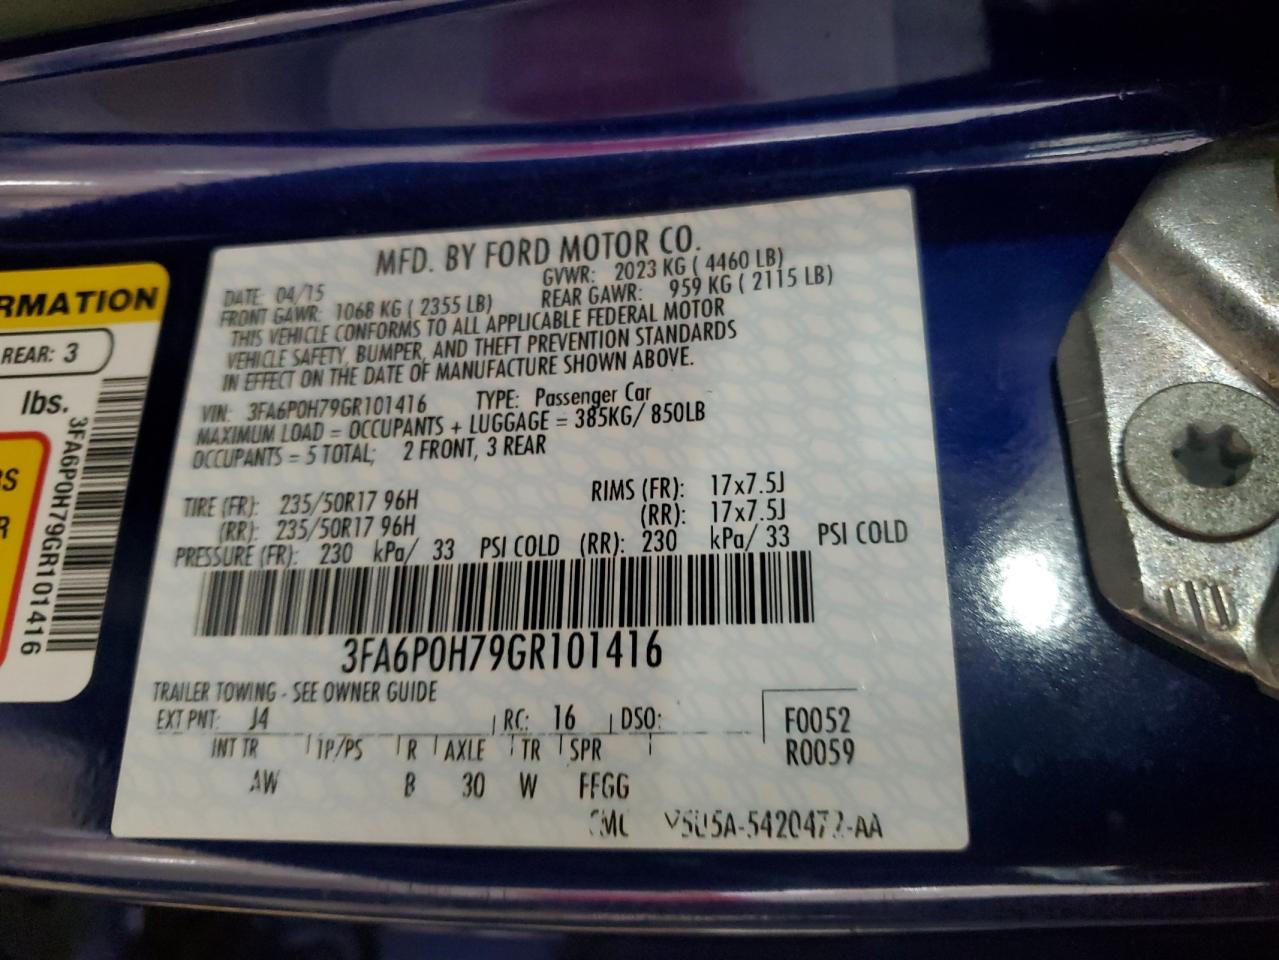 MFD. BY FORD MOTOR CO.
DATE: 04/15 GVWR: 2023 KG ( 4460 LB)
FRONT GAWR: 1068 KG ( 2355 LB) REAR GAWR: 959 KG ( 2115 LB)
THIS VEHICLE CONFORMS TO ALL APPLICABLE FEDERAL MOTOR
VEHICLE SAFETY, BUMPER, AND THEFT PREVENTION STANDARDS
IN EFFECT ON THE DATE OF MANUFACTURE SHOWN ABOVE.
VIN: 3FA6P0H79GR101416 TYPE: Passenger Car
MAXIMUM LOAD = OCCUPANTS + LUGGAGE = 385KG/ 850LB
OCCUPANTS = 5 TOTAL; 2 FRONT, 3 REAR
TIRE (FR): 235/50R17 96H RIMS (FR): 17x7.5J
(RR): 235/50R17 96H (RR): 17x7.5J
PRESSURE (FR): 230 kPa/ 33 PSI COLD (RR): 230 kPa/ 33 PSI COLD
3FA6P0H79GR101416
TRAILER TOWING - SEE OWNER GUIDE
EXT PNT: J4 RC: 16 DSO: F0052
R0059
INT TR TP/PS R AXLE TR SPR
AW B 30 W FFGG
5420472-AA
RMATION
REAR: 3
lbs.
3FA6P0H79GR101416
RS
R